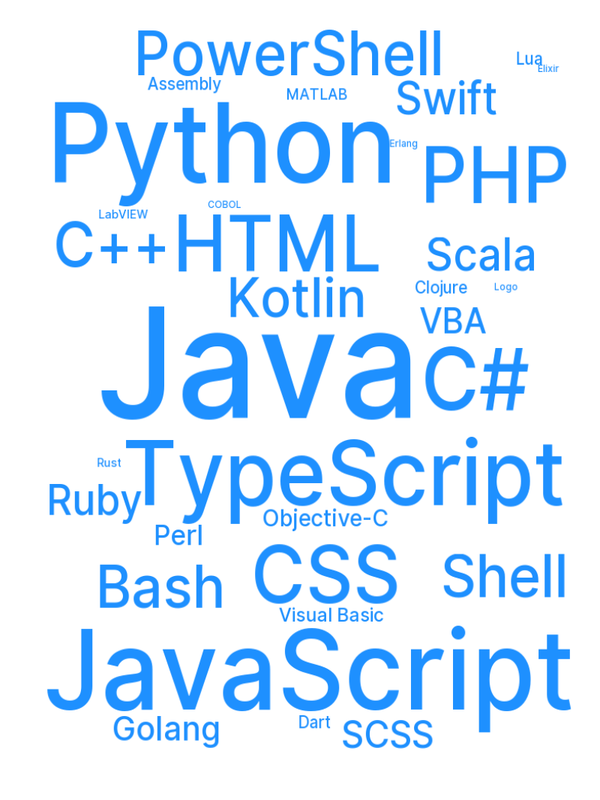 PowerShell
Lua
Elixir
Assembly
MATLAB
Swift
Python
Erlang
PHP
COBOL
LabVIEW
C++
HTML
Scala
Kotlin
Clojure
Logo
VBA
Java
C#
TypeScript
Rust
Ruby
Objective-C
Perl
CSS
Shell
Bash
Visual Basic
JavaScript
Golang
Dart
SCSS